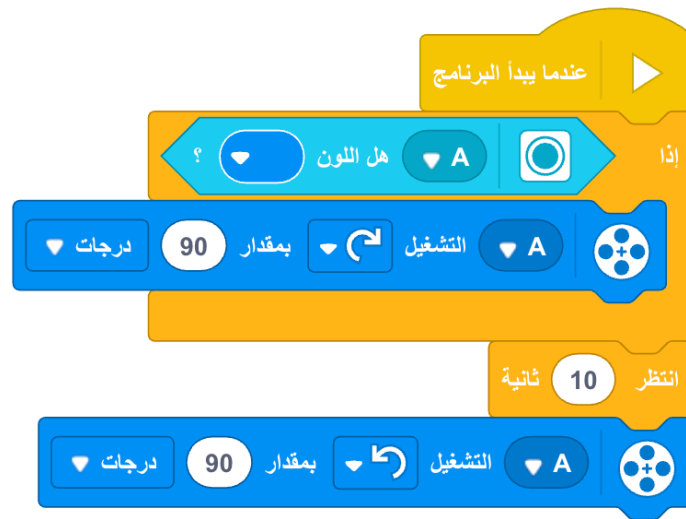 عندما يبدأ البرنامج
إذا A هل اللون ؟
A التشغيل بمقدار 90 درجات
انتظر 10 ثانية
A التشغيل بمقدار 90 درجات